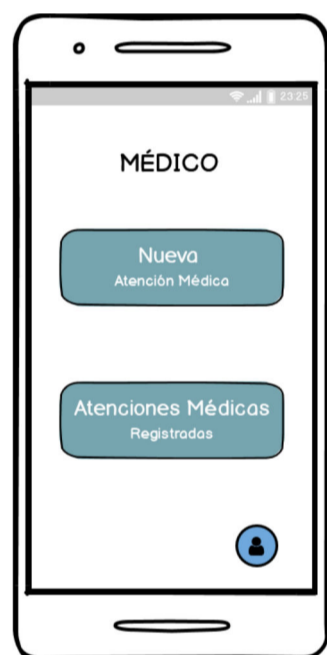 23:25
MÉDICO
Nueva
Atención Médica
Atenciones Médicas
Registradas